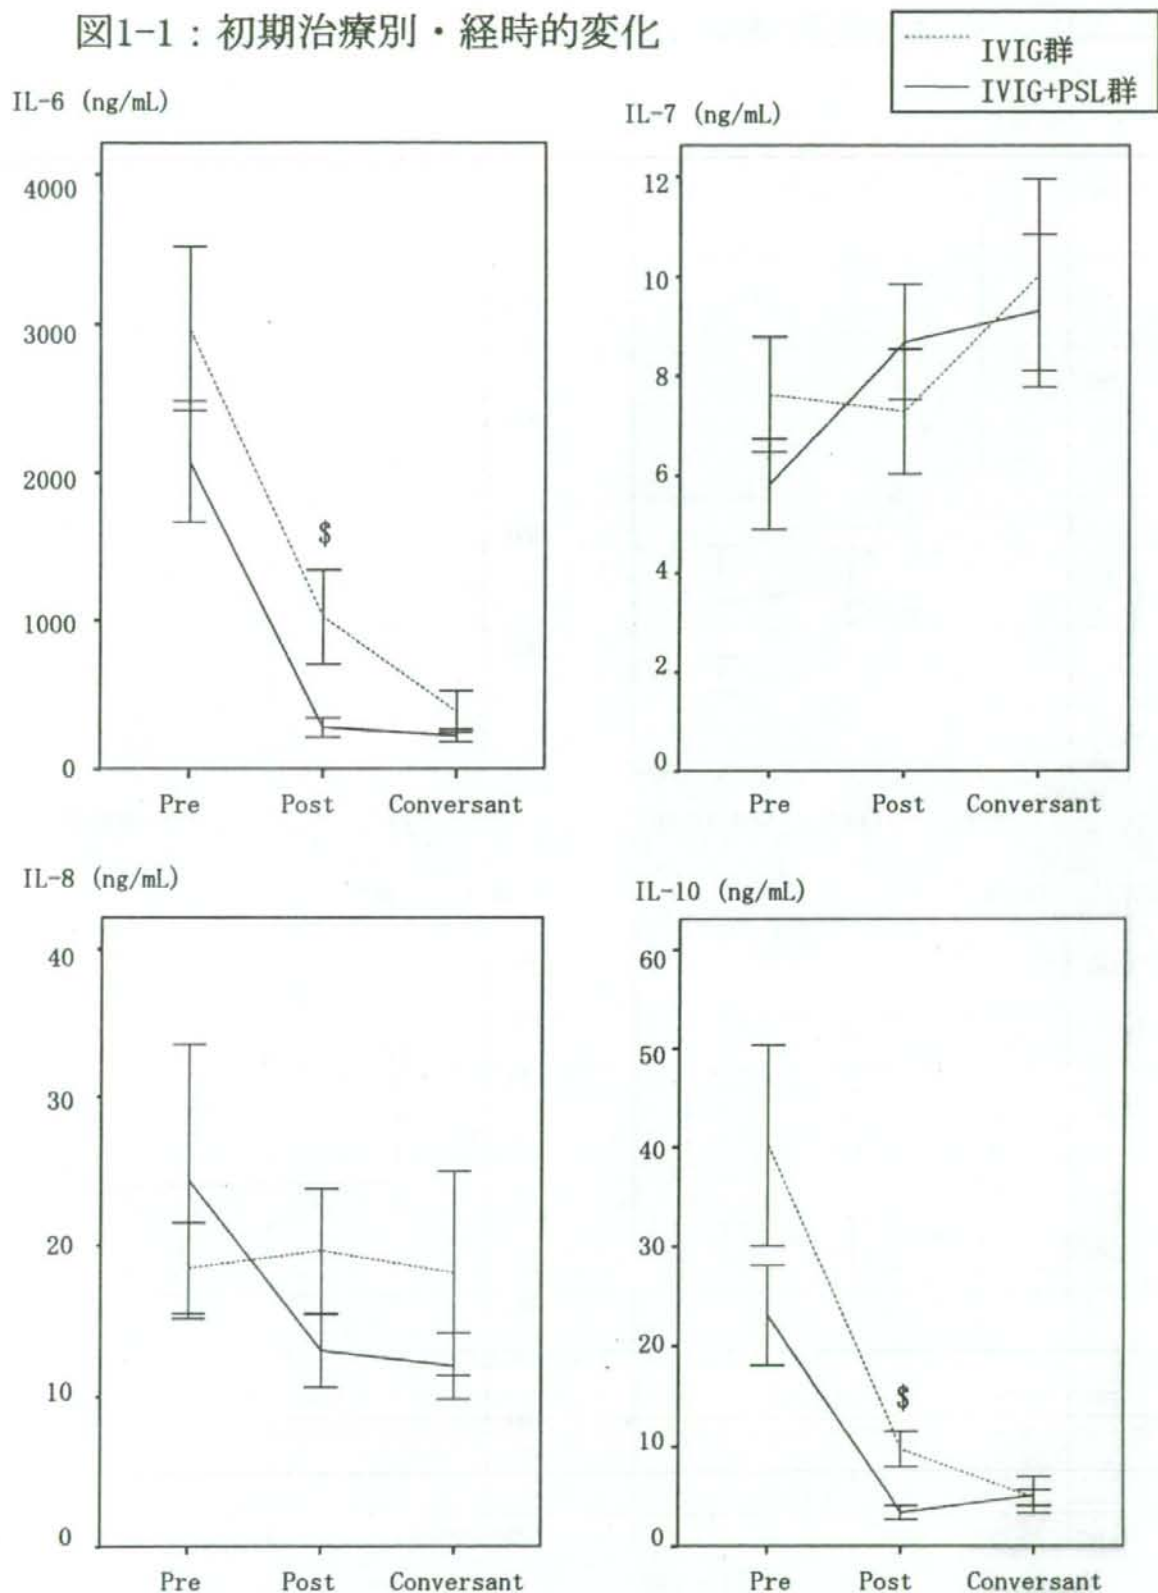 図1-1：初期治療別・経時的変化
IVIG群
IVIG+PSL群
IL-6 (ng/mL)
4000
3000
2000
1000
0
$
Pre Post Conversant
IL-7 (ng/mL)
12
10
8
6
4
2
0
Pre Post Conversant
IL-8 (ng/mL)
40
30
20
10
0
Pre Post Conversant
IL-10 (ng/mL)
60
50
40
30
20
10
0
$
Pre Post Conversant